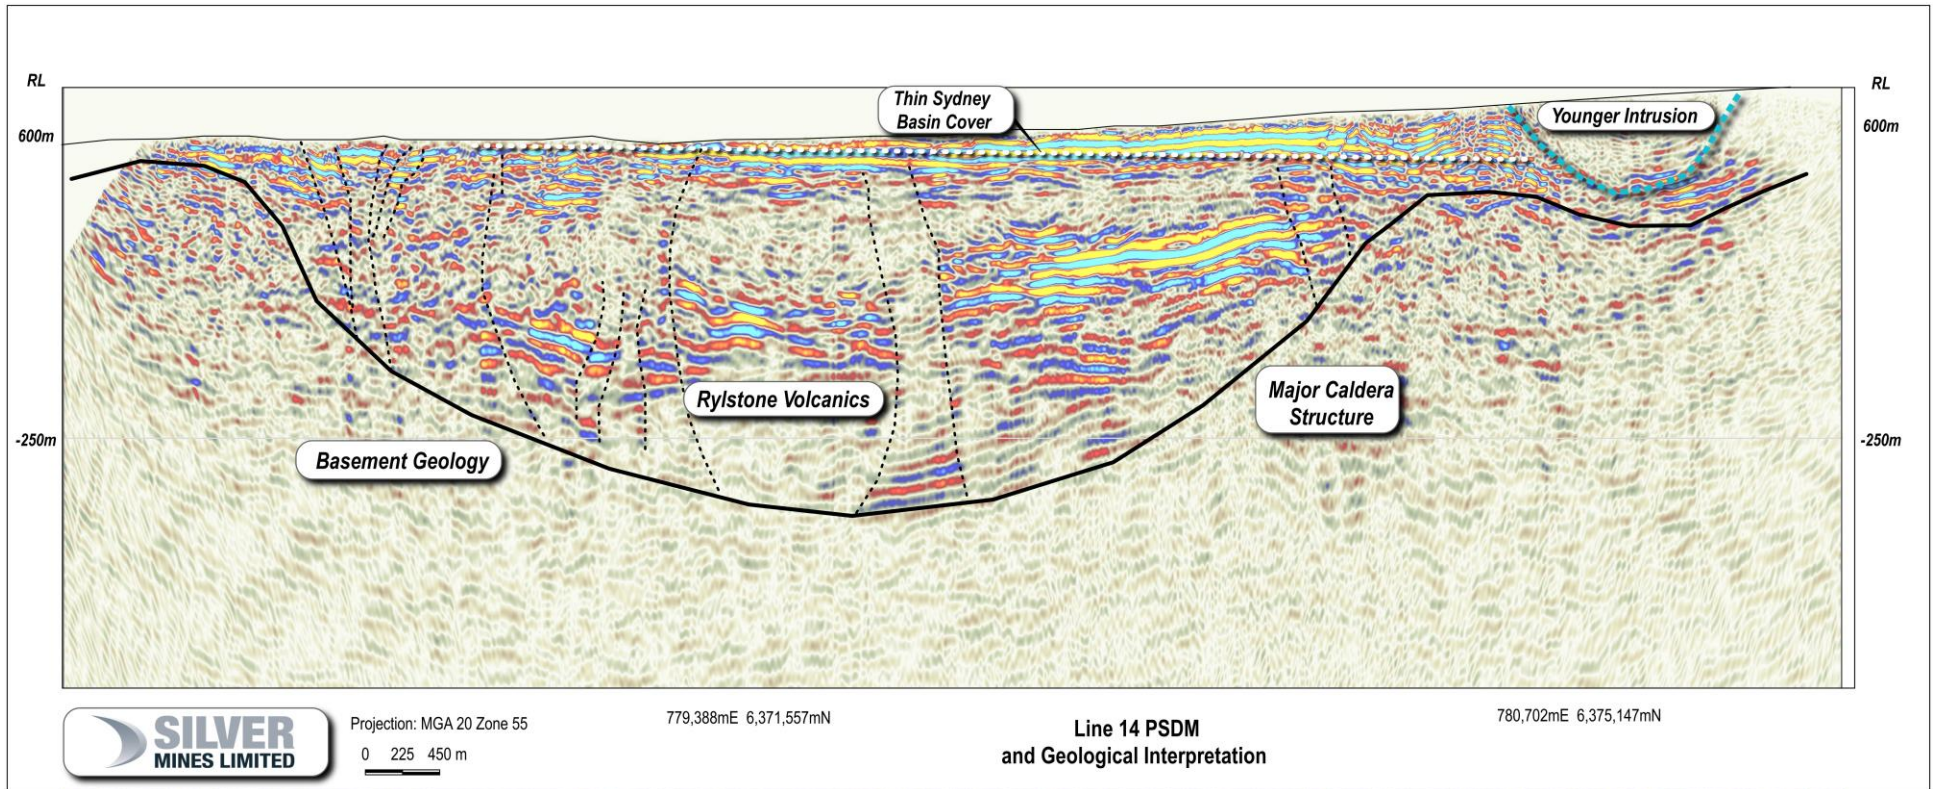 RL
RL
Thin Sydney
Basin Cover
Younger Intrusion
600m
600m
Rylstone Volcanics
Major Caldera
Structure
-250m
-250m
Basement Geology
SILVER
MINES LIMITED
Projection: MGA 20 Zone 55
0 225 450 m
779,388mE 6,371,557mN
Line 14 PSDM
and Geological Interpretation
780,702mE 6,375,147mN